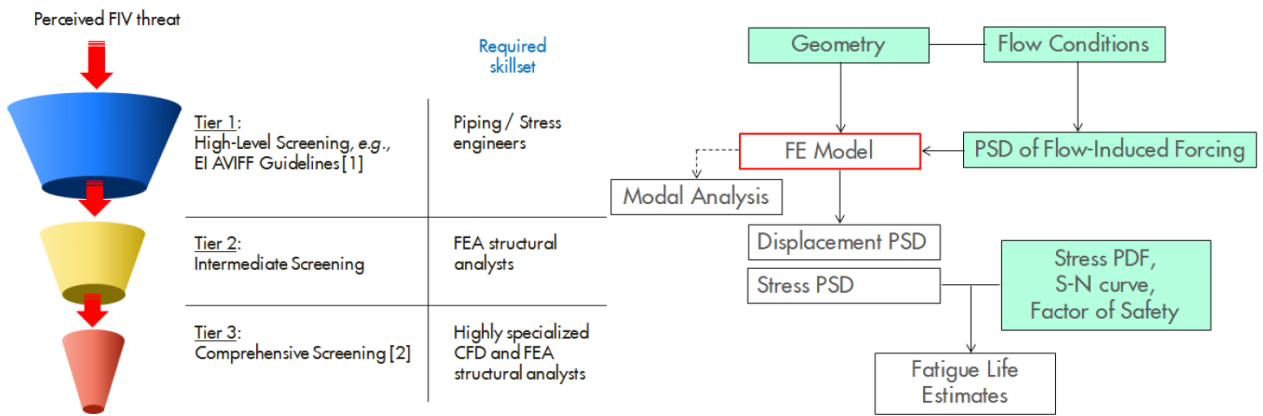 Perceived FIV threat
Required
skillset
Tier 1:
High-Level Screening, e.g.,
EI AVIFF Guidelines [1]
Piping / Stress
engineers
Tier 2:
Intermediate Screening
FEA structural
analysts
Tier 3:
Comprehensive Screening [2]
Highly specialized
CFD and FEA
structural analysts
Geometry
Flow Conditions
FE Model
PSD of Flow-Induced Forcing
Modal Analysis
Displacement PSD
Stress PSD
Stress PDF,
S-N curve,
Factor of Safety
Fatigue Life
Estimates